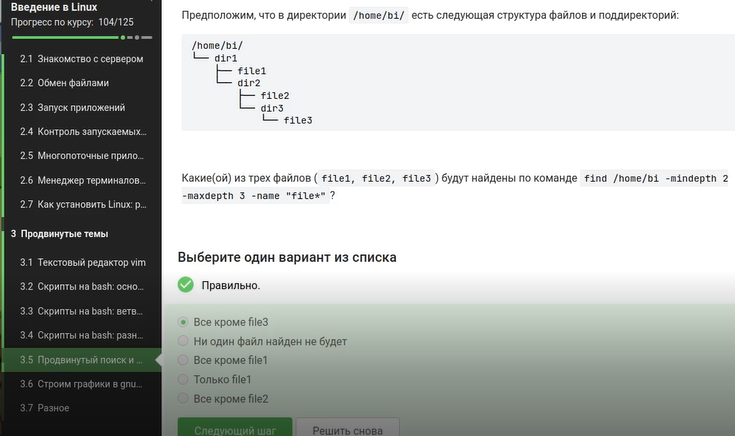 Введение в Linux
Прогресс по курсу: 104/125
2.1 Знакомство с сервером
2.2 Обмен файлами
2.3 Запуск приложений
2.4 Контроль запускаемых...
2.5 Многопоточные прило...
2.6 Менеджер терминалов...
2.7 Как установить Linux: р...
3 Продвинутые темы
3.1 Текстовый редактор vim
3.2 Скрипты на bash: осно...
3.3 Скрипты на bash: ветв...
3.4 Скрипты на bash: разн...
3.5 Продвинутый поиск и ...
3.6 Строим графики в gnu...
3.7 Разное
Предположим, что в директории /home/bi/ есть следующая структура файлов и поддиректорий:
/home/bi/
└── dir1
├── file1
└── dir2
├── file2
└── dir3
└── file3
Какие(ой) из трех файлов ( file1, file2, file3 ) будут найдены по команде find /home/bi -mindepth 2
-maxdepth 3 -name "file*" ?
Выберите один вариант из списка
Правильно.
Все кроме file3
Ни один файл найден не будет
Все кроме file1
Только file1
Все кроме file2
Следующий шаг
Решить снова